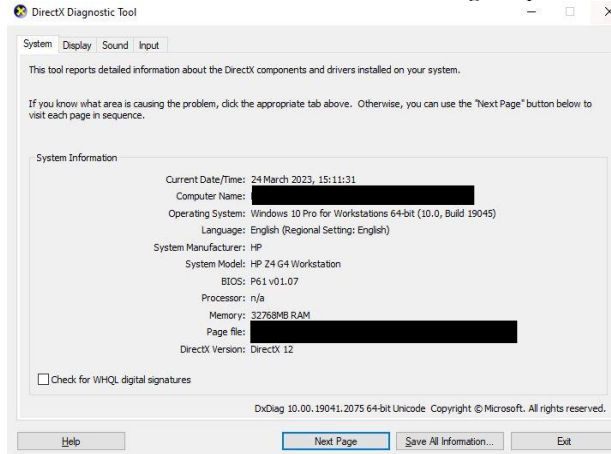 DirectX Diagnostic Tool
System Display Sound Input
This tool reports detailed information about the DirectX components and drivers installed on your system.
If you know what area is causing the problem, click the appropriate tab above. Otherwise, you can use the "Next Page" button below to
visit each page in sequence.
System Information
Current Date/Time: 24 March 2023, 15:11:31
Computer Name:
Operating System: Windows 10 Pro for Workstations 64-bit (10.0, Build 19045)
Language: English (Regional Setting: English)
System Manufacturer: HP
System Model: HP Z4 G4 Workstation
BIOS: P61 v01.07
Processor: n/a
Memory: 32768MB RAM
Page file:
DirectX Version: DirectX 12
Check for WHQL digital signatures
DxDiag 10.00.19041.2075 64-bit Unicode Copyright © Microsoft. All rights reserved.
Help Next Page Save All Information... Exit